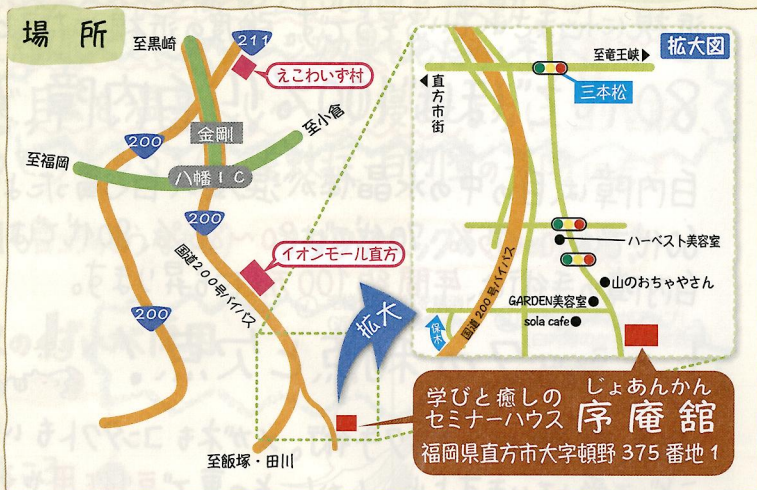 場所
至黒崎
211
えこわいず村
金剛
至小倉
200
至福岡
八幡IC
200
国道200号バイパス
イオンモール直方
200
拡大
至飯塚・田川
拡大図
至竜王峡
直方市街
三本松
ハーベスト美容室
山のおちゃやさん
GARDEN美容室
sola cafe
国道200号バイパス
学びと癒しの
セミナーハウス
じょあんかん
序庵舘
福岡県直方市大字頓野375番地1